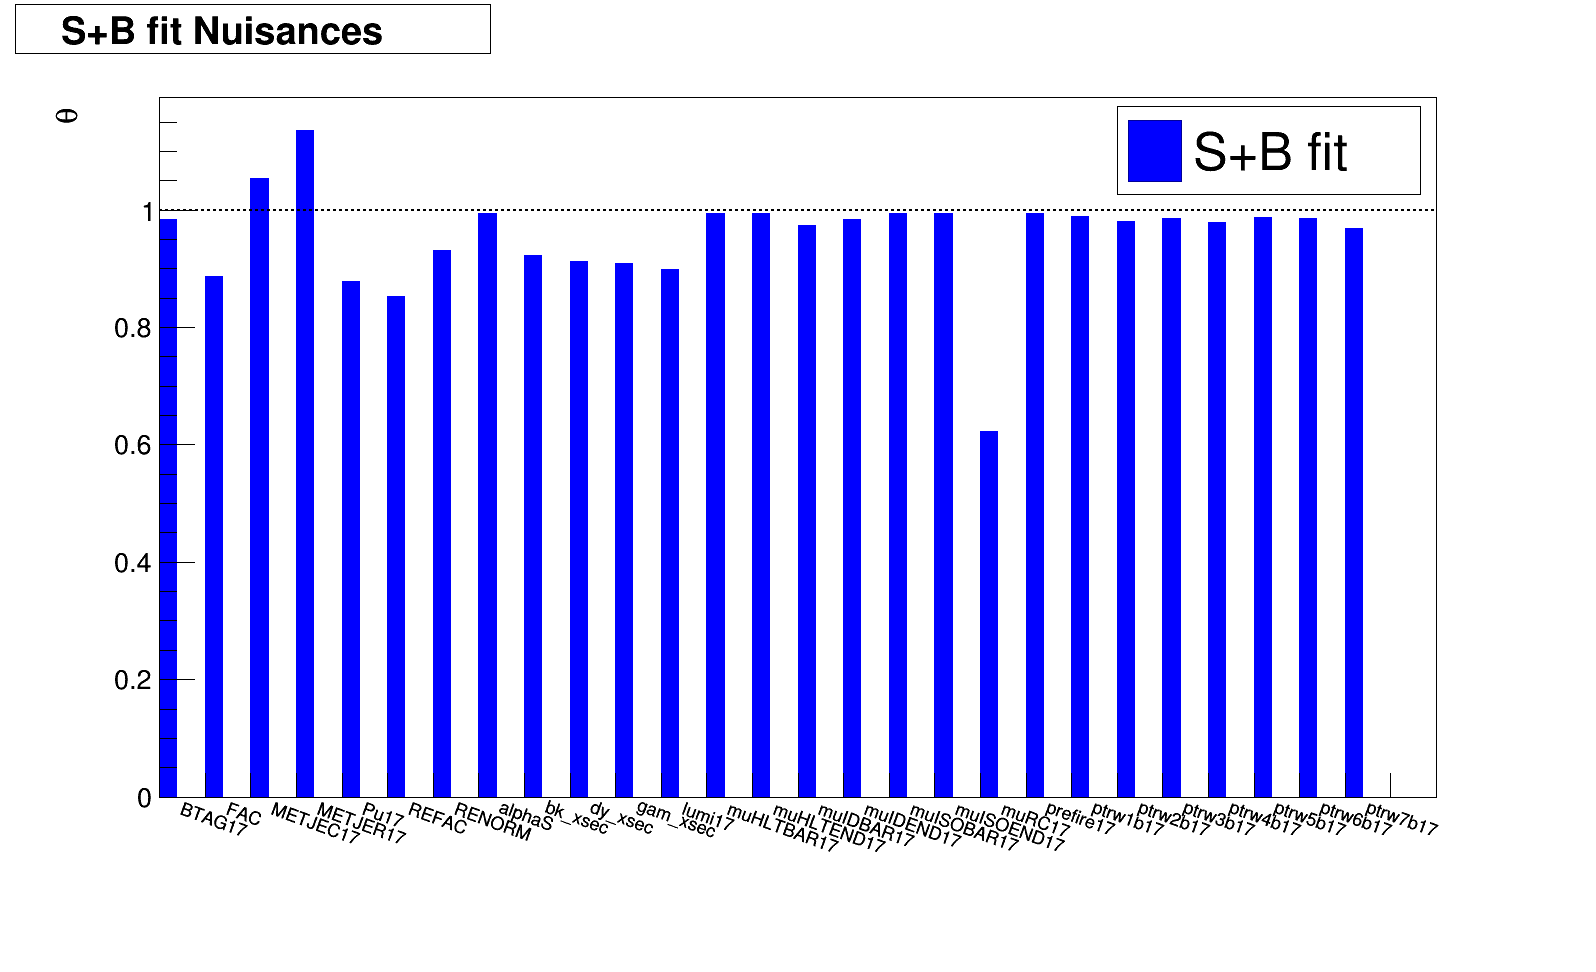 S+B fit Nuisances
θ
S+B fit
1
0.8
0.6
0.4
0.2
0
BTAG17
FAC
METJEC17
METJER17
Pu17
REFAC
RENORM
alphaS
bk_xsec
dy_xsec
gam_xsec
lumi17
muHLTBAR17
muHLTEND17
muIDBAR17
muIDEND17
muISOBAR17
muISOEND17
muRC17
prefire17
ptrw1b17
ptrw2b17
ptrw3b17
ptrw4b17
ptrw5b17
ptrw6b17
ptrw7b17